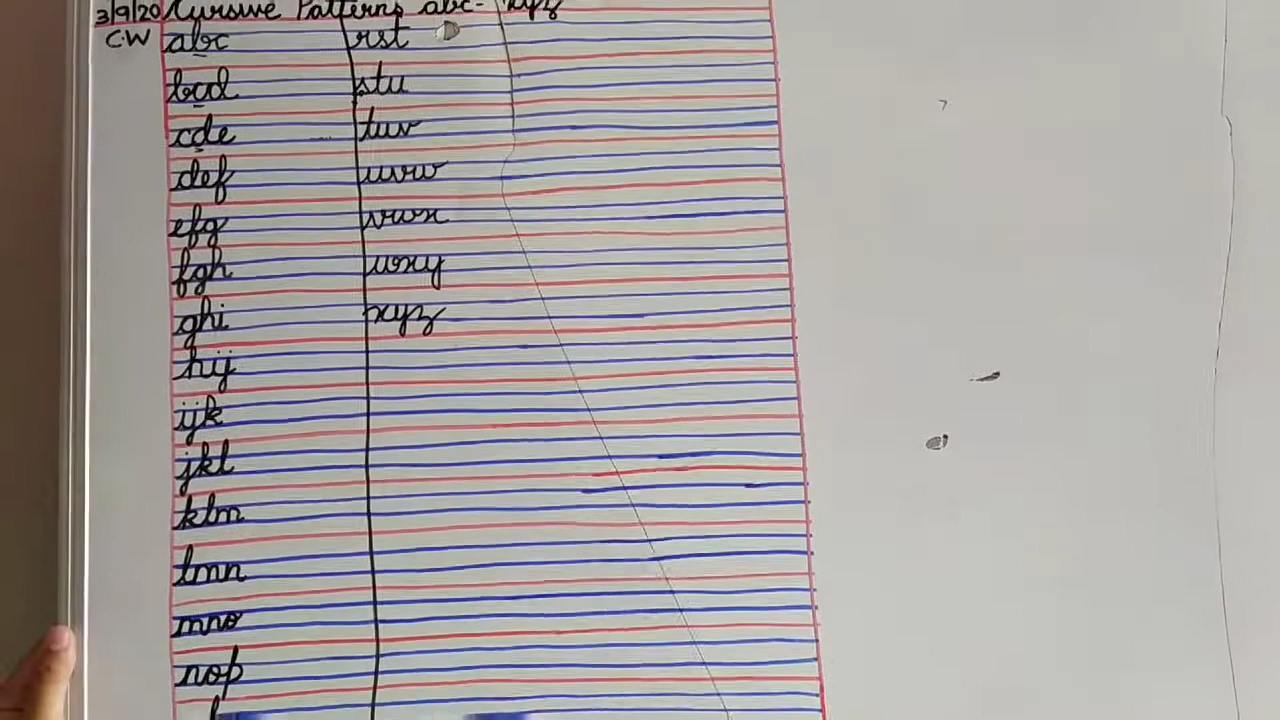 3/9/20 Cursive Patterns abc-xyz
C.W abc rst
bcd stu
cde tuv
def uvw
efg vwx
fgh wxy
ghi xyz
hij
ijk
jkl
klm
lmn
mno
nop